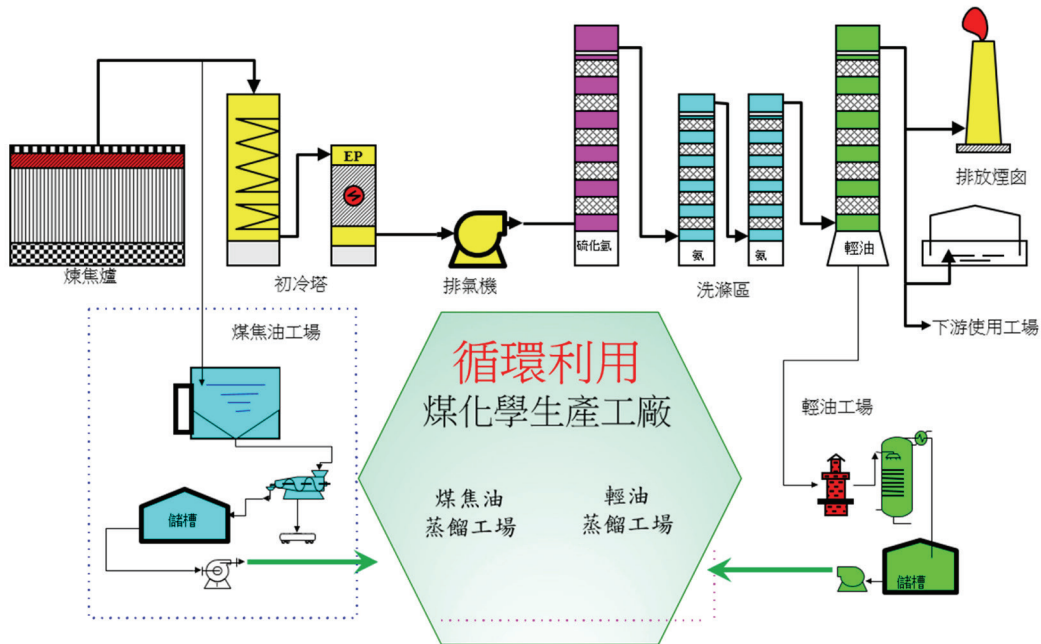 EP
硫化氫
氨
氨
輕油
排放煙囪
煉焦爐
初冷塔
排氣機
洗滌區
下游使用工場
煤焦油工場
循環利用
煤化學生產工廠
輕油工場
煤焦油
蒸餾工場
輕油
蒸餾工場
儲槽
儲槽